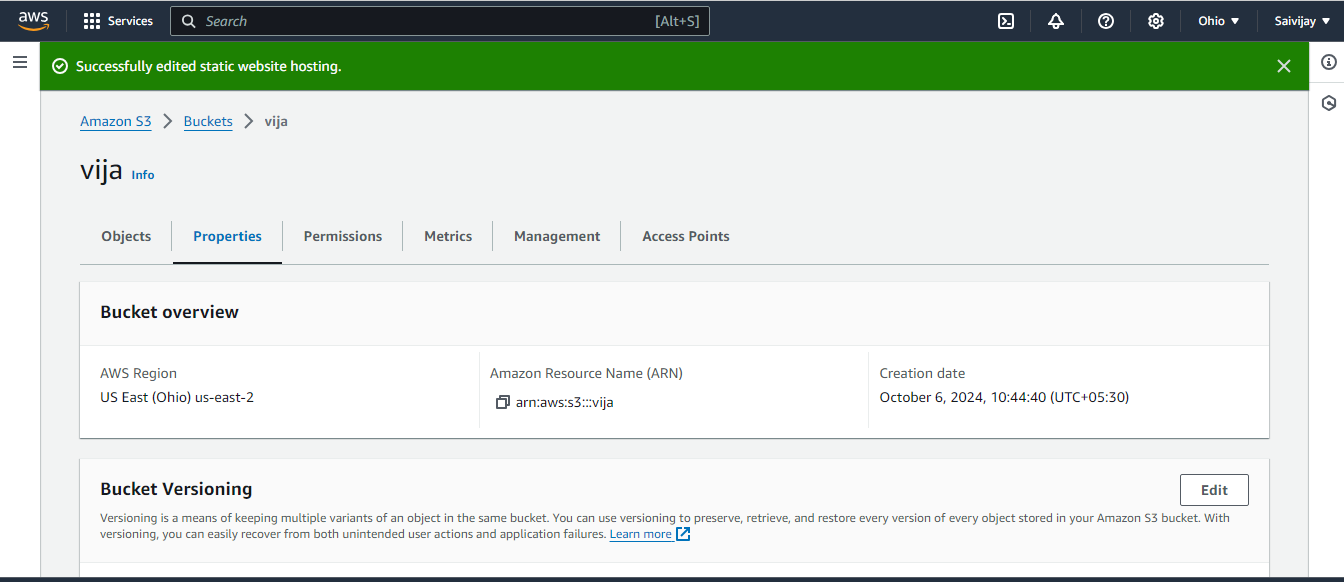 aws Services Search [Alt+S] Ohio Saivijay
Successfully edited static website hosting.
Amazon S3 Buckets vija
vija Info
Objects Properties Permissions Metrics Management Access Points
Bucket overview
AWS Region
US East (Ohio) us-east-2
Amazon Resource Name (ARN)
arn:aws:s3:::vija
Creation date
October 6, 2024, 10:44:40 (UTC+05:30)
Bucket Versioning
Edit
Versioning is a means of keeping multiple variants of an object in the same bucket. You can use versioning to preserve, retrieve, and restore every version of every object stored in your Amazon S3 bucket. With
versioning, you can easily recover from both unintended user actions and application failures. Learn more